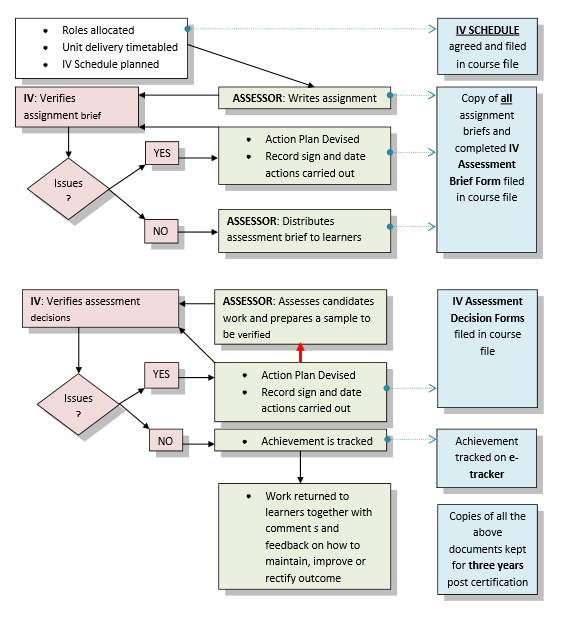 • Roles allocated
• Unit delivery timetabled
• IV Schedule planned
IV SCHEDULE
agreed and filed
in course file
IV: Verifies
assignment brief
ASSESSOR: Writes assignment
Copy of all
assignment
briefs and
completed IV
Assessment
Brief Form filed
in course file
• Action Plan Devised
• Record sign and date
actions carried out
YES
Issues
?
NO
ASSESSOR: Distributes
assessment brief to learners
IV: Verifies assessment
decisions
ASSESSOR: Assesses candidates
work and prepares a sample to
be verified
IV Assessment
Decision Forms
filed in course
file
YES
• Action Plan Devised
• Record sign and date
actions carried out
Issues
?
NO
• Achievement is tracked
Achievement
tracked on e-
tracker
• Work returned to
learners together with
comment s and
feedback on how to
maintain, improve or
rectify outcome
Copies of all the
above
documents kept
for three years
post certification